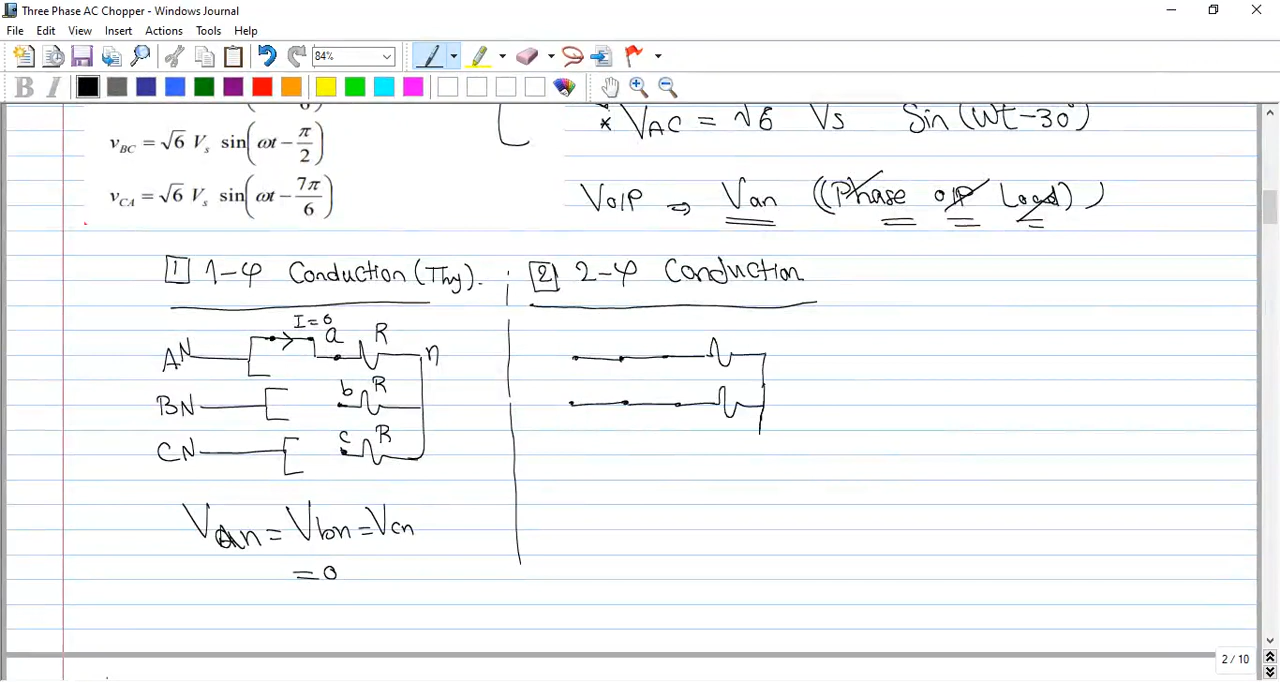 Three Phase AC Chopper - Windows Journal
File Edit View Insert Actions Tools Help
84%
B I
v_BC = √6 V_s sin(ωt − π/2)
v_CA = √6 V_s sin(ωt − 7π/6)
* VAC = √6 Vs Sin(Wt-30°)
Vo/P ⇒ Van ((Phase o/P Load))
1 1-φ Conduction (Thy).
2 2-φ Conduction
I=0
AN a R n
BN b R
CN c R
Van = Vbn = Vcn
= 0
2 / 10